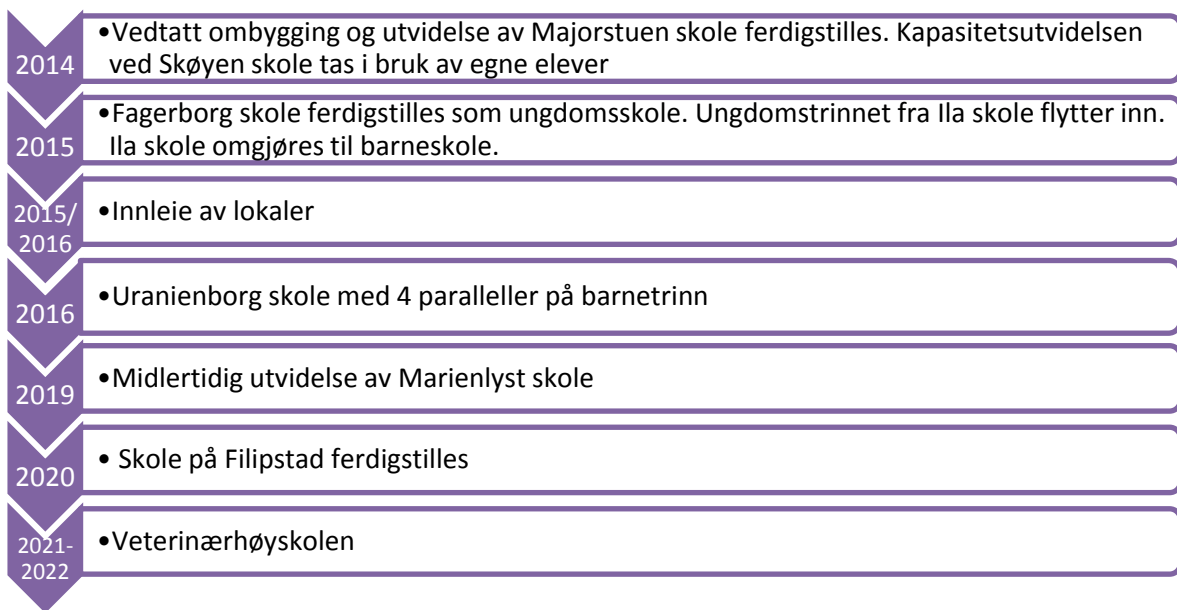 2014
•Vedtatt ombygging og utvidelse av Majorstuen skole ferdigstilles. Kapasitetsutvidelsen
ved Skøyen skole tas i bruk av egne elever
2015
•Fagerborg skole ferdigstilles som ungdomsskole. Ungdomstrinnet fra Ila skole flytter inn.
Ila skole omgjøres til barneskole.
2015/
2016
•Innleie av lokaler
2016
•Uranienborg skole med 4 paralleller på barnetrinn
2019
•Midlertidig utvidelse av Marienlyst skole
2020
• Skole på Filipstad ferdigstilles
2021-
2022
•Veterinærhøyskolen